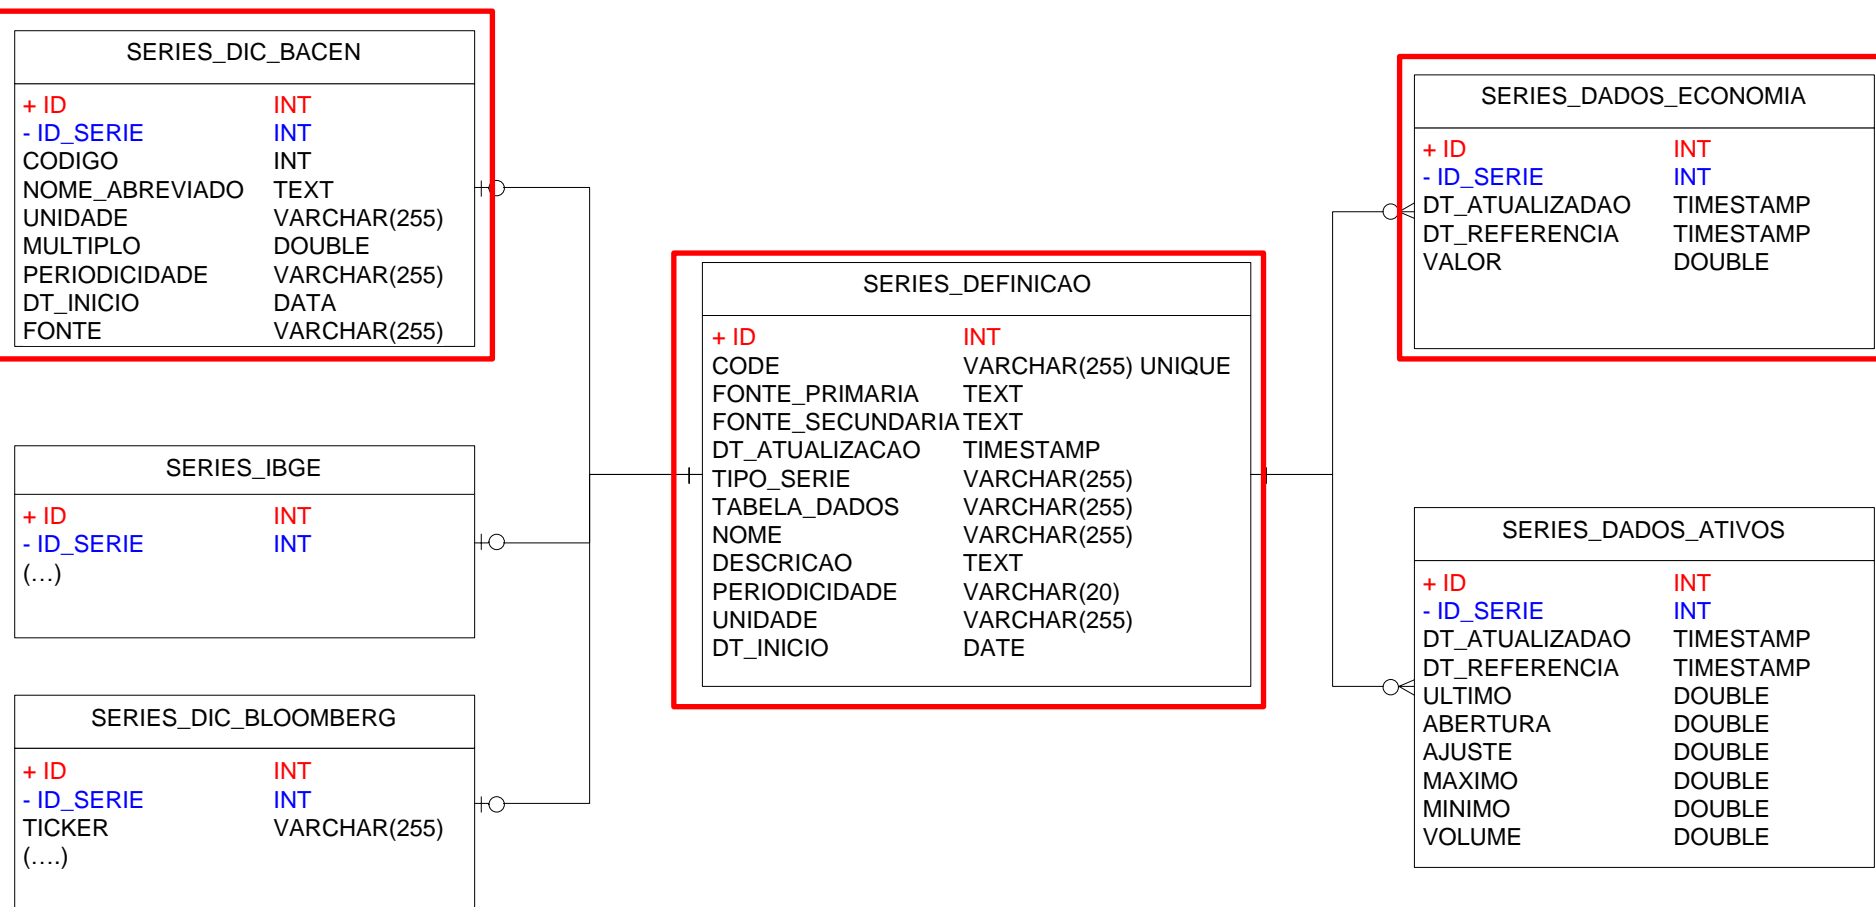 SERIES_DIC_BACEN
+ ID INT
- ID_SERIE INT
CODIGO INT
NOME_ABREVIADO TEXT
UNIDADE VARCHAR(255)
MULTIPLO DOUBLE
PERIODICIDADE VARCHAR(255)
DT_INICIO DATA
FONTE VARCHAR(255)
SERIES_IBGE
+ ID INT
- ID_SERIE INT
(...)
SERIES_DIC_BLOOMBERG
+ ID INT
- ID_SERIE INT
TICKER VARCHAR(255)
(....)
SERIES_DEFINICAO
+ ID INT
CODE VARCHAR(255) UNIQUE
FONTE_PRIMARIA TEXT
FONTE_SECUNDARIA TEXT
DT_ATUALIZACAO TIMESTAMP
TIPO_SERIE VARCHAR(255)
TABELA_DADOS VARCHAR(255)
NOME VARCHAR(255)
DESCRICAO TEXT
PERIODICIDADE VARCHAR(20)
UNIDADE VARCHAR(255)
DT_INICIO DATE
SERIES_DADOS_ECONOMIA
+ ID INT
- ID_SERIE INT
DT_ATUALIZADAO TIMESTAMP
DT_REFERENCIA TIMESTAMP
VALOR DOUBLE
SERIES_DADOS_ATIVOS
+ ID INT
- ID_SERIE INT
DT_ATUALIZADAO TIMESTAMP
DT_REFERENCIA TIMESTAMP
ULTIMO DOUBLE
ABERTURA DOUBLE
AJUSTE DOUBLE
MAXIMO DOUBLE
MINIMO DOUBLE
VOLUME DOUBLE